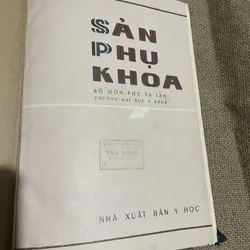 SẢN
PHỤ
KHOA
BỘ MÔN PHỤ VÀ SẢN
TRƯỜNG ĐẠI HỌC Y KHOA
NHÀ XUẤT BẢN Y HỌC